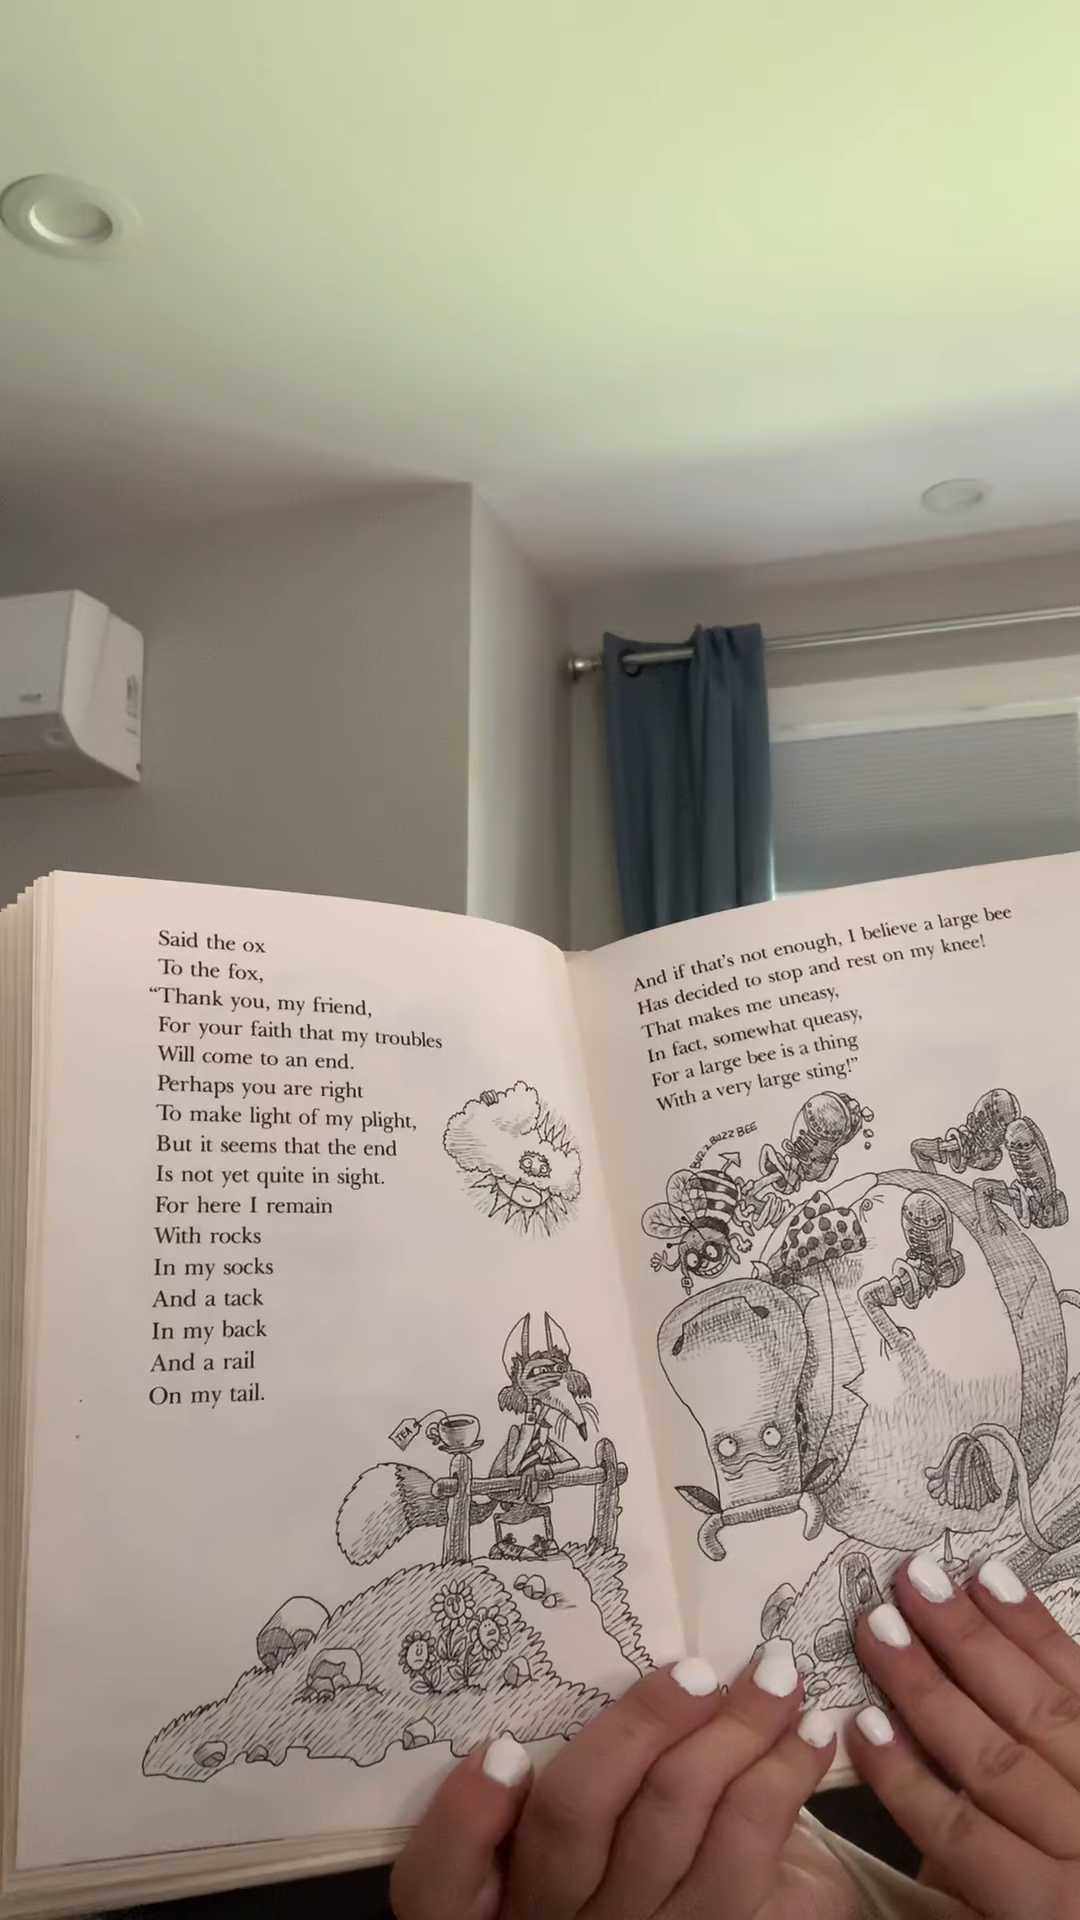 Said the ox
To the fox,
“Thank you, my friend,
For your faith that my troubles
Will come to an end.
Perhaps you are right
To make light of my plight,
But it seems that the end
Is not yet quite in sight.
For here I remain
With rocks
In my socks
And a tack
In my back
And a rail
On my tail.
TEA
And if that’s not enough, I believe a large bee
Has decided to stop and rest on my knee!
That makes me uneasy,
In fact, somewhat queasy,
For a large bee is a thing
With a very large sting!”
BUZZ BUZZ BEE